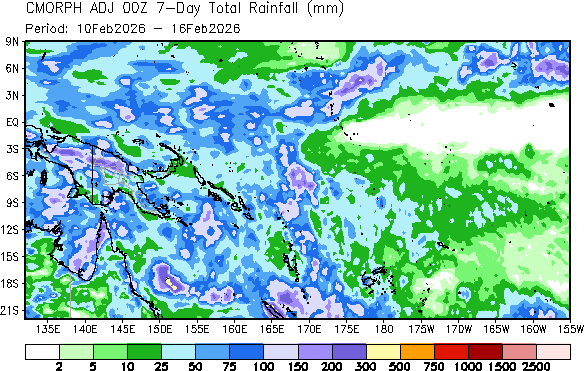 CMORPH ADJ 00Z 7-Day Total Rainfall (mm)
Period: 10Feb2026 – 16Feb2026
9N
6N
3N
EQ
3S
6S
9S
12S
15S
18S
21S
135E 140E 145E 150E 155E 160E 165E 170E 175E 180 175W 170W 165W 160W 155W
2 5 10 25 50 75 100 150 200 300 500 750 1000 1500 2500